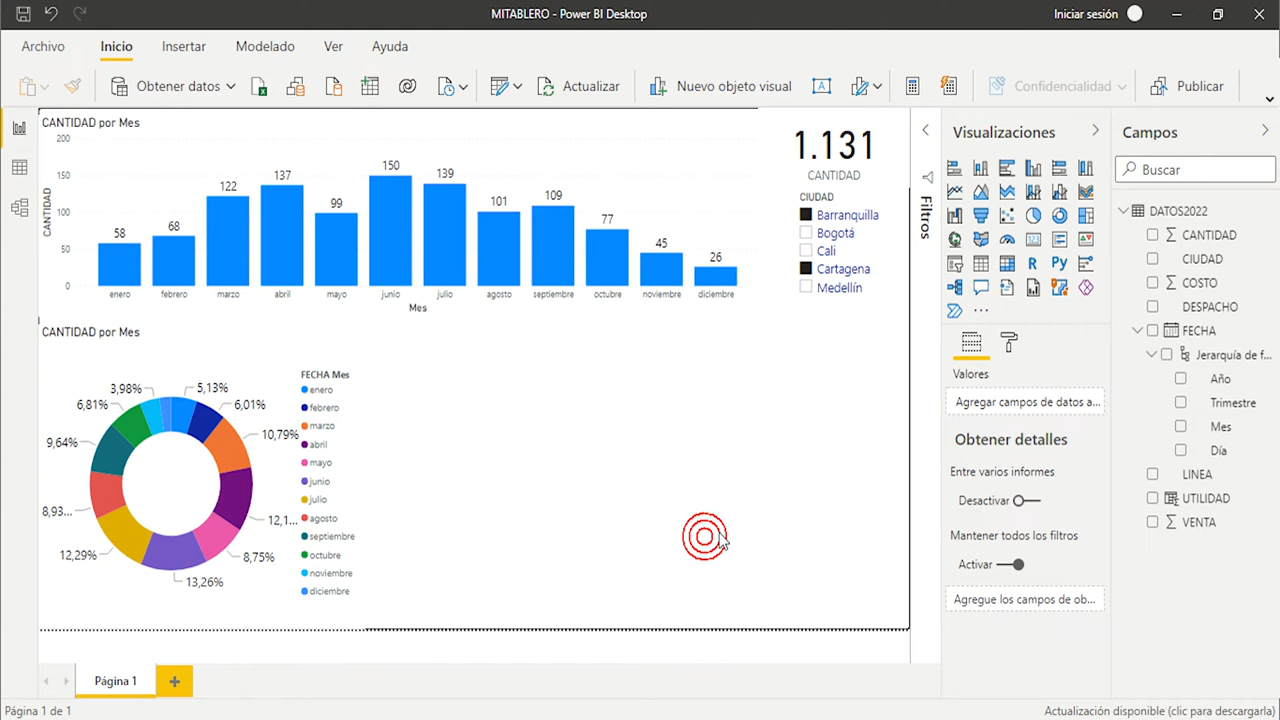 MITABLERO - Power BI Desktop
Iniciar sesión
Archivo
Inicio
Insertar
Modelado
Ver
Ayuda
Obtener datos
Actualizar
Nuevo objeto visual
Confidencialidad
Publicar
CANTIDAD por Mes
CANTIDAD
200
150
100
50
0
58
68
122
137
99
150
139
101
109
77
45
26
enero
febrero
marzo
abril
mayo
junio
julio
agosto
septiembre
octubre
noviembre
diciembre
Mes
1.131
CANTIDAD
CIUDAD
Barranquilla
Bogotá
Cali
Cartagena
Medellín
CANTIDAD por Mes
5,13%
6,01%
10,79%
12,1...
8,75%
13,26%
12,29%
8,93...
9,64%
6,81%
3,98%
FECHA Mes
enero
febrero
marzo
abril
mayo
junio
julio
agosto
septiembre
octubre
noviembre
diciembre
Filtros
Visualizaciones
R
Py
123
...
Valores
Agregar campos de datos a...
Obtener detalles
Entre varios informes
Desactivar
Mantener todos los filtros
Activar
Agregue los campos de ob...
Campos
Buscar
DATOS2022
CANTIDAD
CIUDAD
COSTO
DESPACHO
FECHA
Jerarquía de f...
Año
Trimestre
Mes
Día
LINEA
UTILIDAD
VENTA
Página 1
Página 1 de 1
Actualización disponible (clic para descargarla)